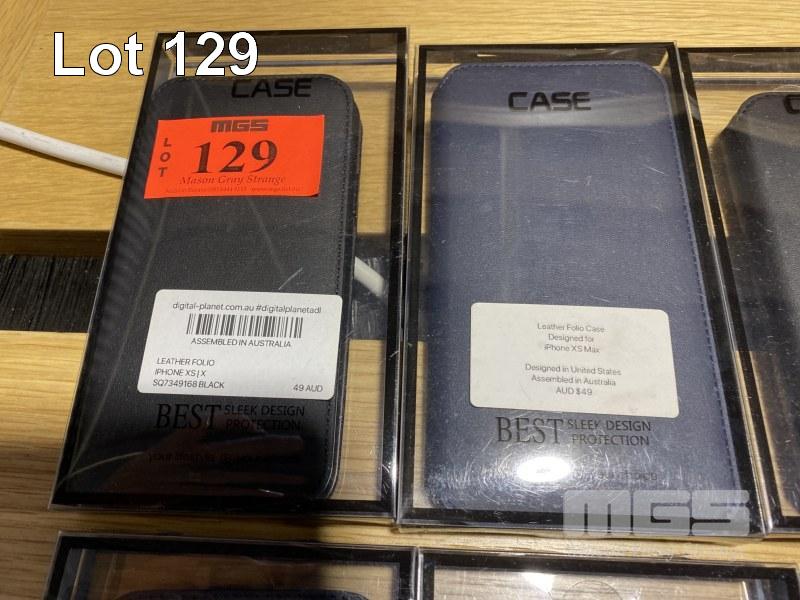 Lot 129
CASE
MGS
LOT
129
Mason Gray Strange
digital-planet.com.au #digitalplanetadl
ASSEMBLED IN AUSTRALIA
LEATHER FOLIO
IPHONE XS | X
SQ7349168 BLACK
49 AUD
BEST SLEEK DESIGN
PROTECTION
CASE
Leather Folio Case
Designed for
iPhone XS Max
Designed in United States
Assembled in Australia
AUD $49
BEST SLEEK DESIGN
PROTECTION
MGS